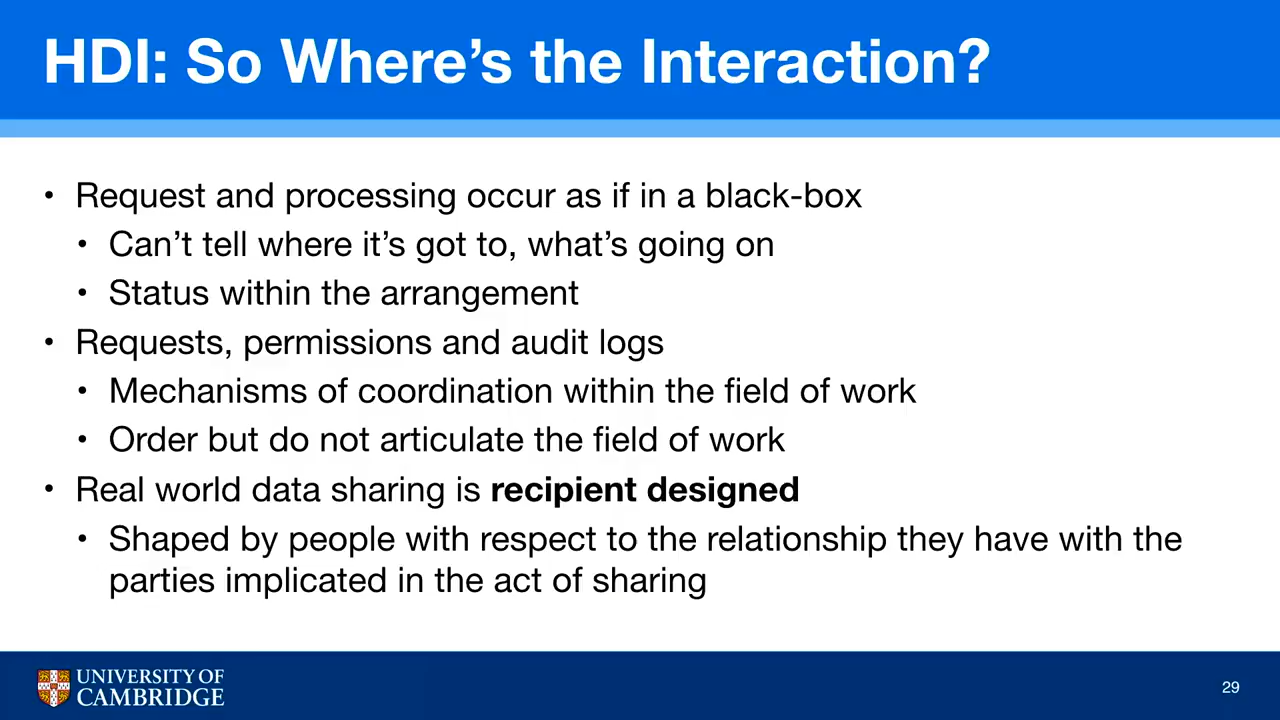 HDI: So Where's the Interaction?
• Request and processing occur as if in a black-box
• Can't tell where it's got to, what's going on
• Status within the arrangement
• Requests, permissions and audit logs
• Mechanisms of coordination within the field of work
• Order but do not articulate the field of work
• Real world data sharing is recipient designed
• Shaped by people with respect to the relationship they have with the
parties implicated in the act of sharing
UNIVERSITY OF
CAMBRIDGE
29